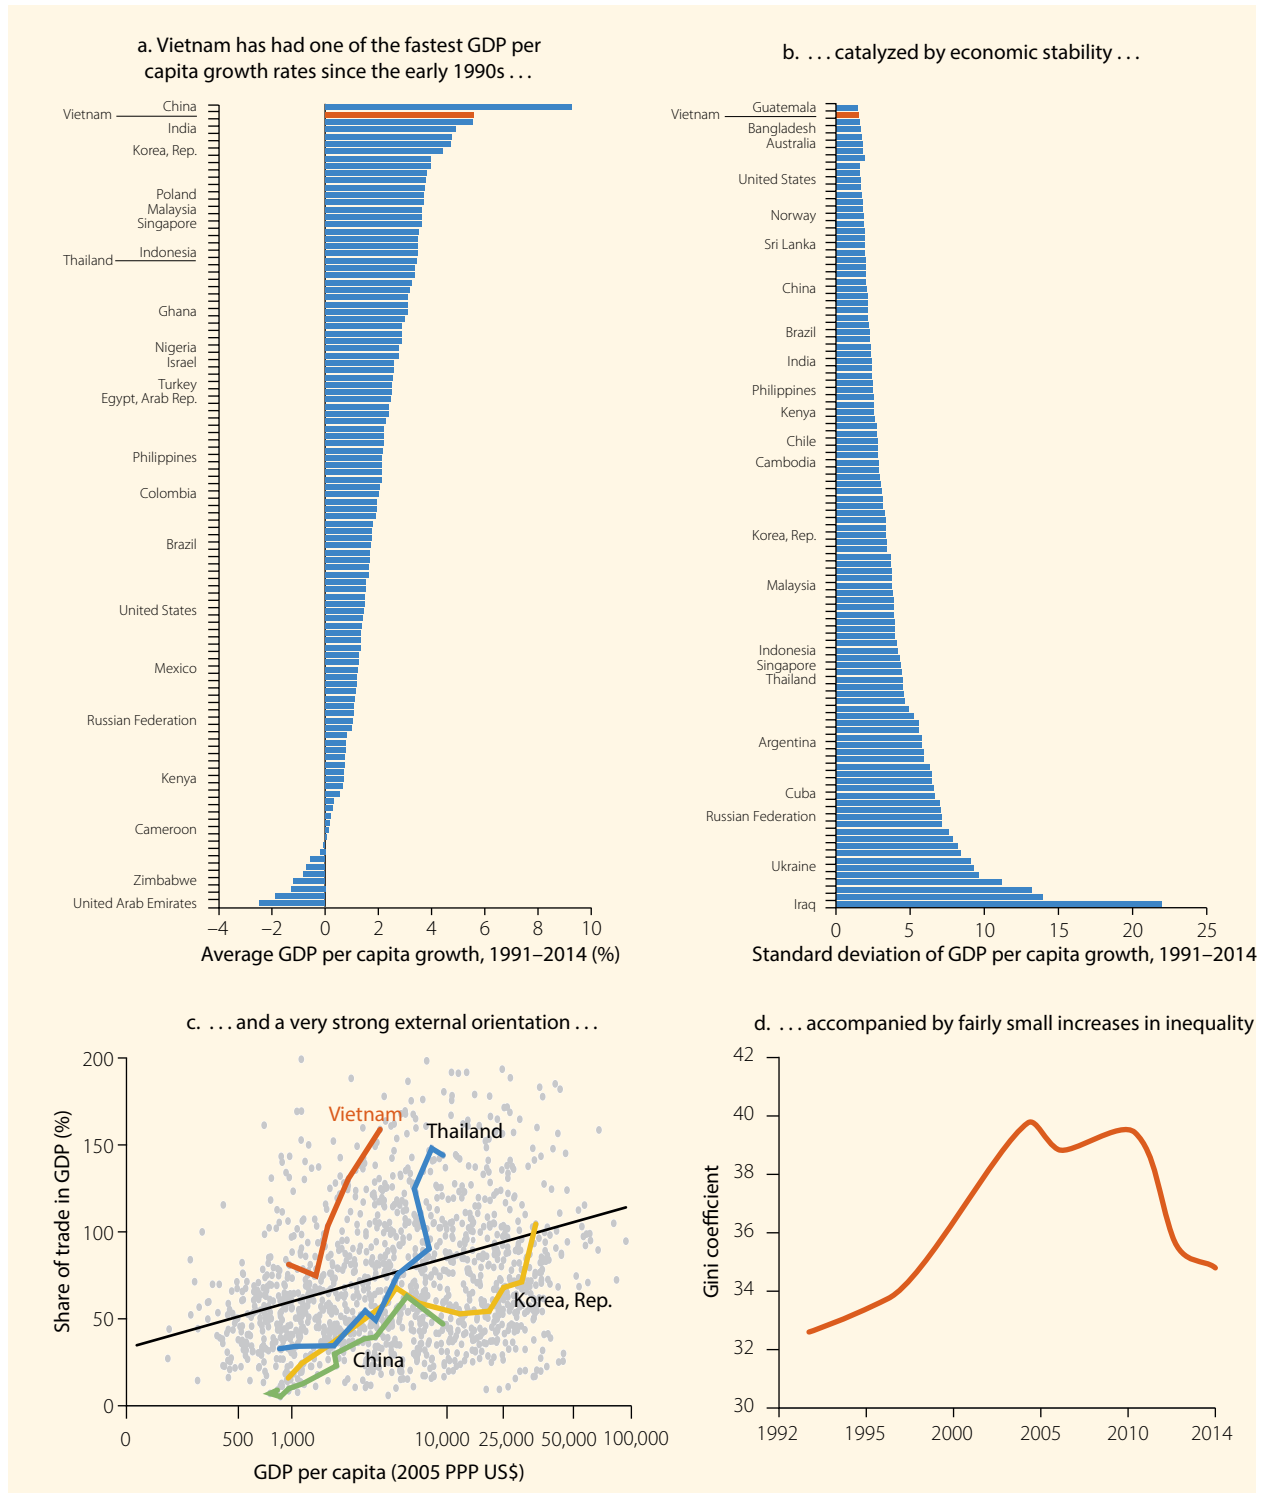 a. Vietnam has had one of the fastest GDP per
capita growth rates since the early 1990s . . .
China
Vietnam
India
Korea, Rep.
Poland
Malaysia
Singapore
Indonesia
Thailand
Ghana
Nigeria
Israel
Turkey
Egypt, Arab Rep.
Philippines
Colombia
Brazil
United States
Mexico
Russian Federation
Kenya
Cameroon
Zimbabwe
United Arab Emirates
–4 –2 0 2 4 6 8 10
Average GDP per capita growth, 1991–2014 (%)
b. . . . catalyzed by economic stability . . .
Guatemala
Vietnam
Bangladesh
Australia
United States
Norway
Sri Lanka
China
Brazil
India
Philippines
Kenya
Chile
Cambodia
Korea, Rep.
Malaysia
Indonesia
Singapore
Thailand
Argentina
Cuba
Russian Federation
Ukraine
Iraq
0 5 10 15 20 25
Standard deviation of GDP per capita growth, 1991–2014
c. . . . and a very strong external orientation . . .
Share of trade in GDP (%)
200
150
100
50
0
Vietnam
Thailand
Korea, Rep.
China
0 500 1,000 10,000 25,000 50,000 100,000
GDP per capita (2005 PPP US$)
d. . . . accompanied by fairly small increases in inequality
Gini coefficient
42
40
38
36
34
32
30
1992 1995 2000 2005 2010 2014